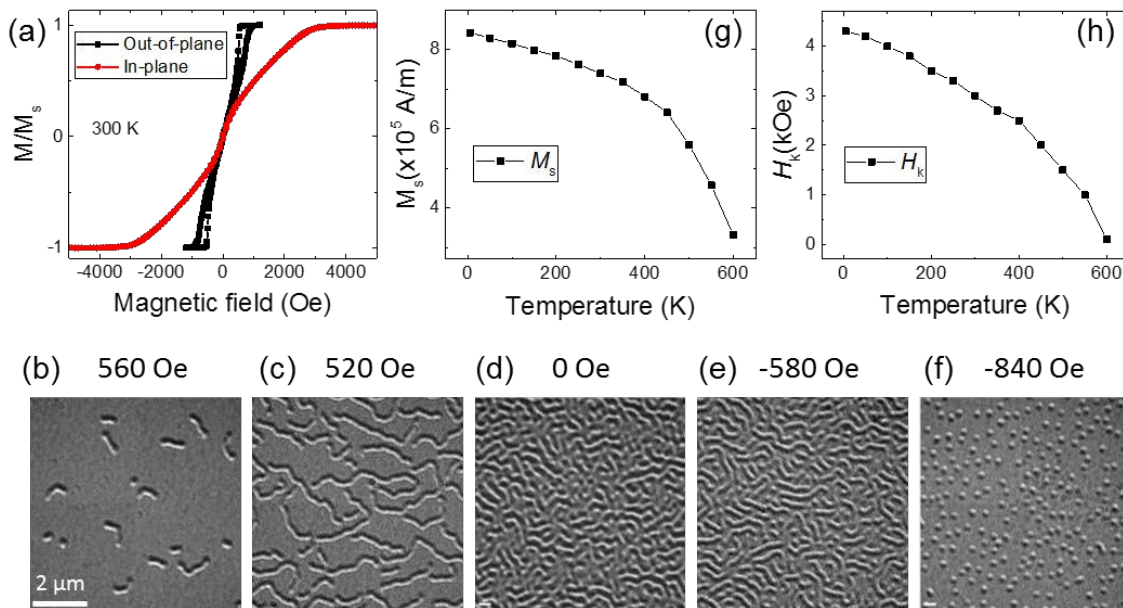 (a)
Out-of-plane
In-plane
300 K
1
0
-1
M/Ms
-4000 -2000 0 2000 4000
Magnetic field (Oe)
(g)
8
6
4
Ms(x10⁵ A/m)
Ms
0 200 400 600
Temperature (K)
(h)
4
3
2
1
0
Hk(kOe)
Hk
0 200 400 600
Temperature (K)
(b) 560 Oe
(c) 520 Oe
(d) 0 Oe
(e) -580 Oe
(f) -840 Oe
2 μm